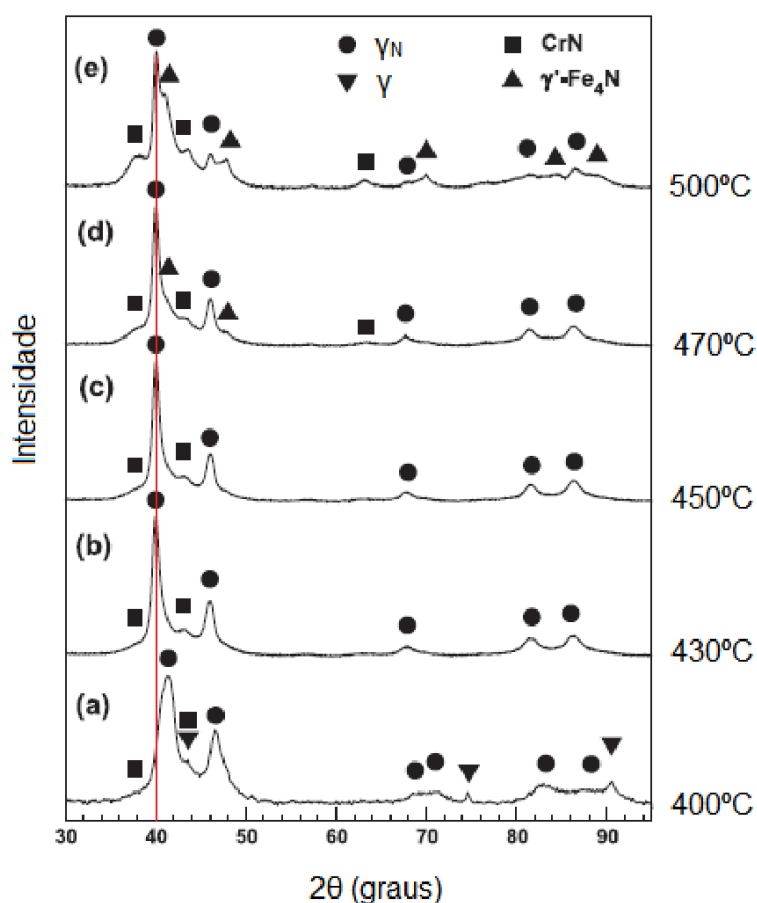 γN
CrN
γ
γ'-Fe4N
(e)
500ºC
(d)
470ºC
(c)
450ºC
(b)
430ºC
(a)
400ºC
Intensidade
30 40 50 60 70 80 90
2θ (graus)